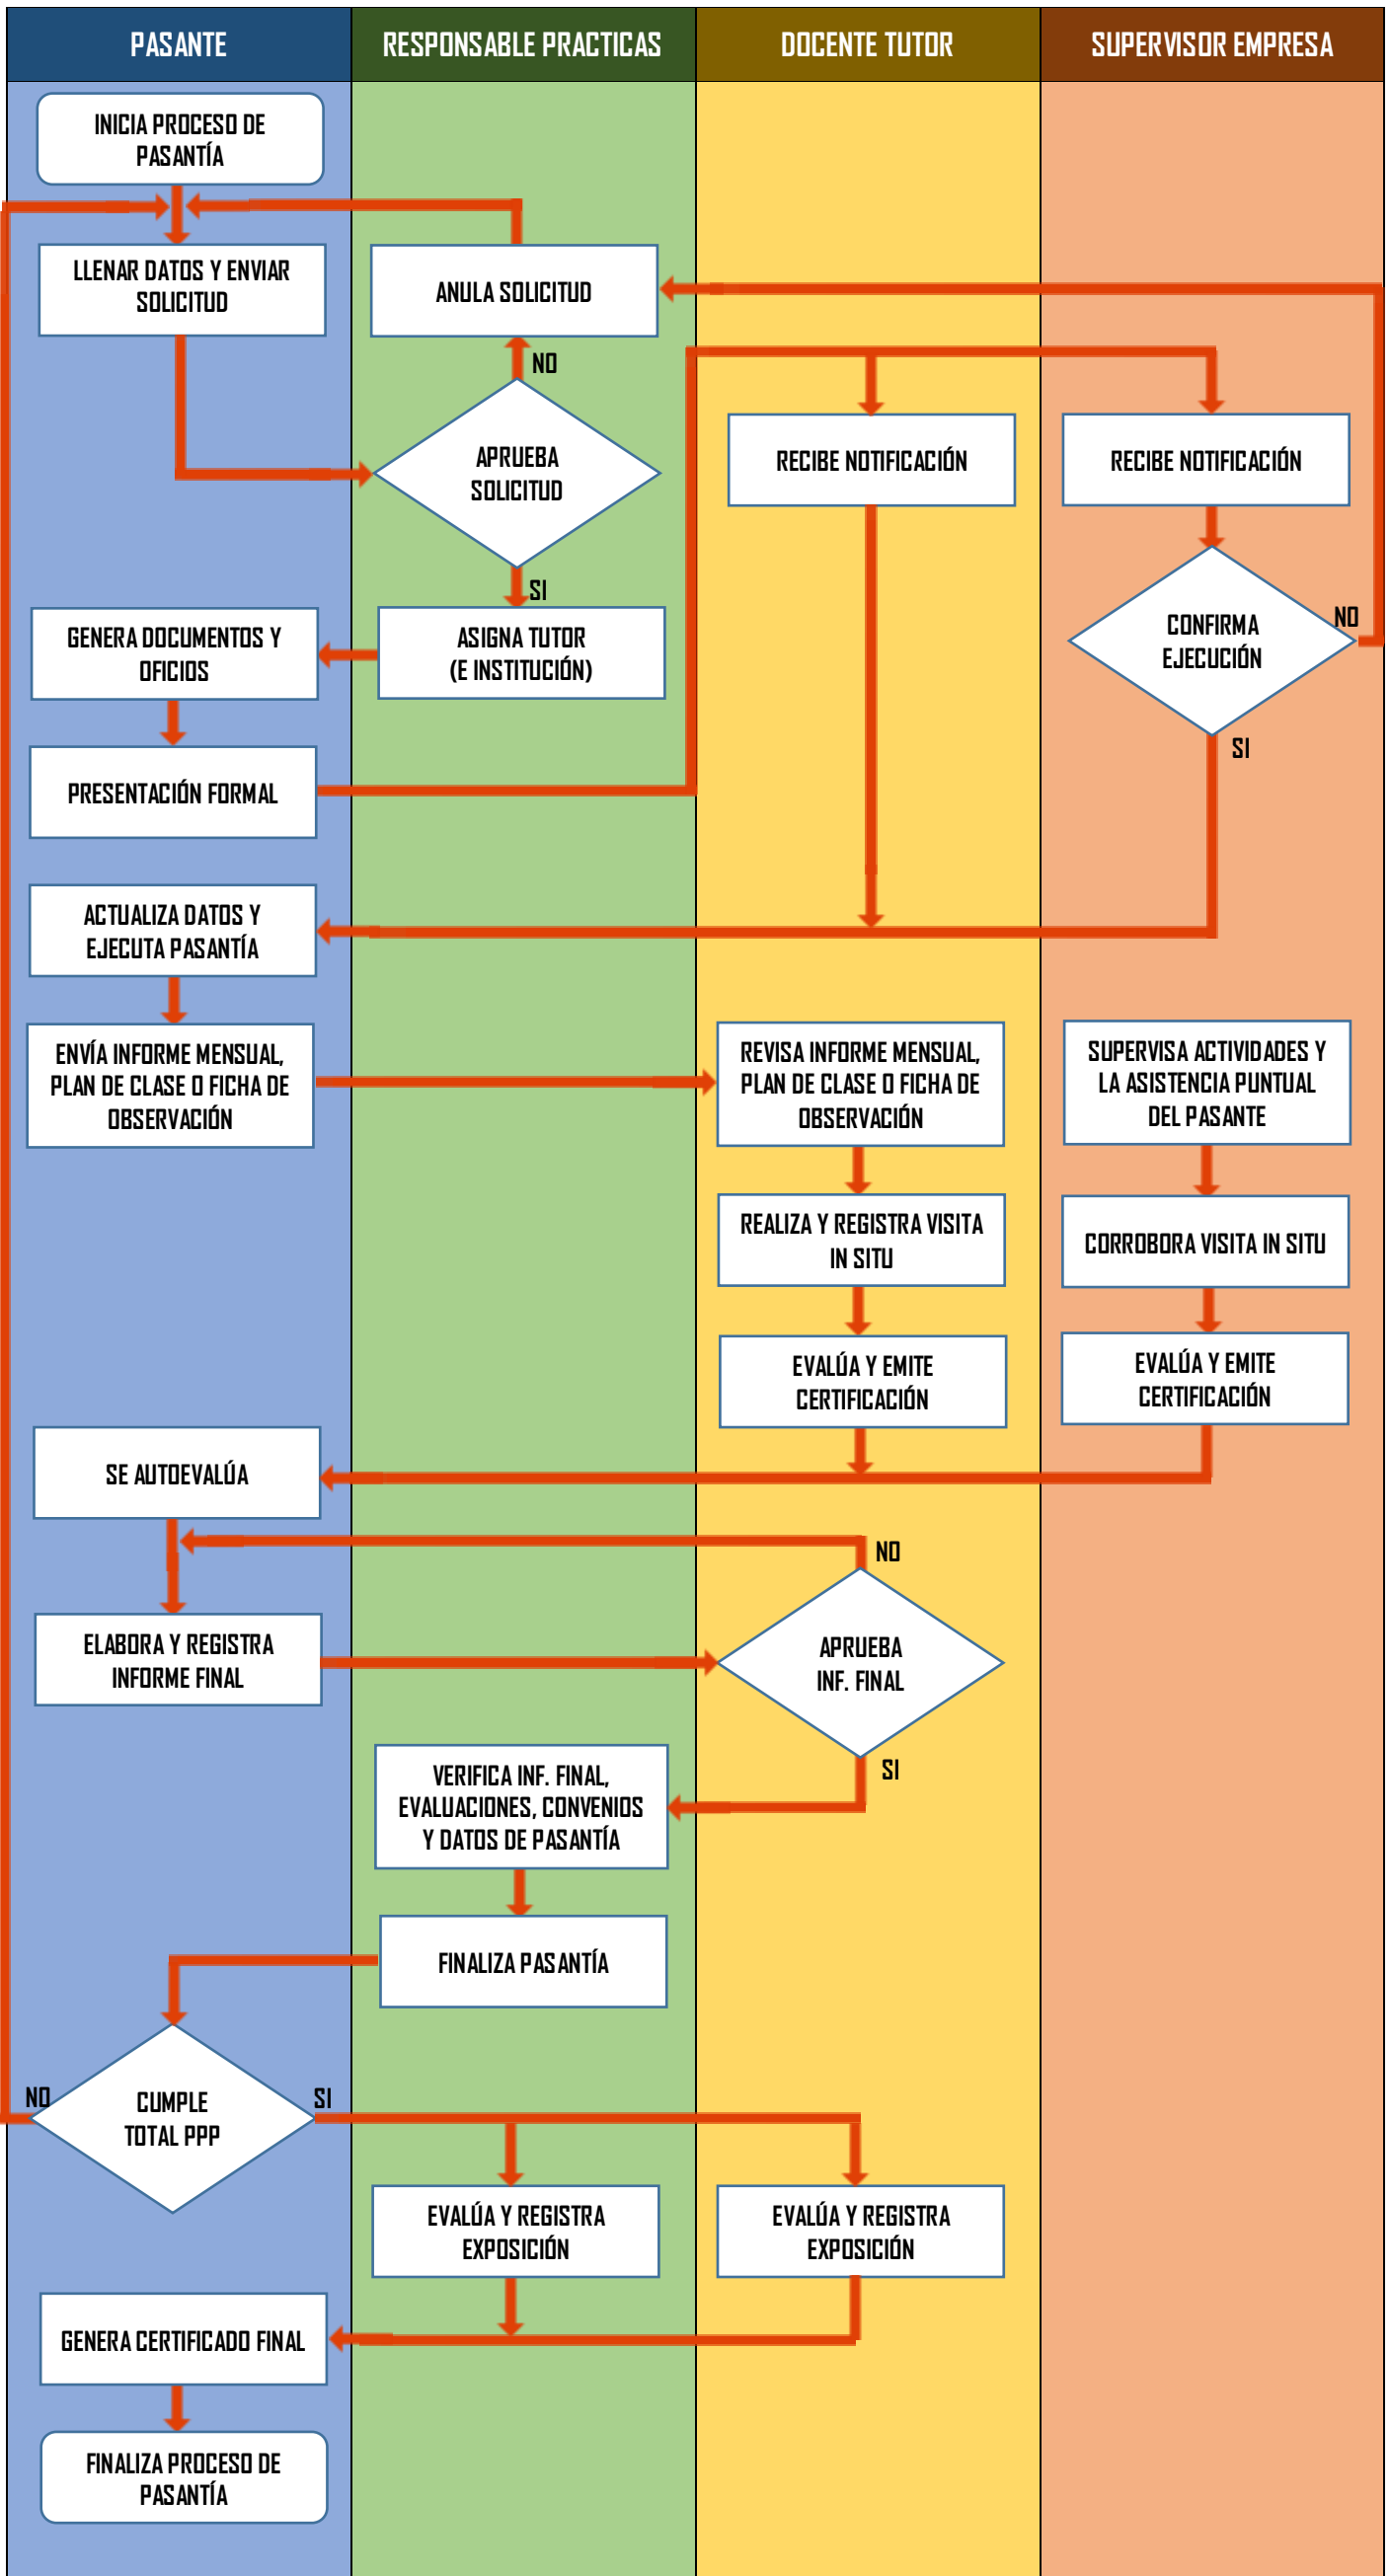 PASANTE
RESPONSABLE PRACTICAS
DOCENTE TUTOR
SUPERVISOR EMPRESA
INICIA PROCESO DE
PASANTÍA
LLENAR DATOS Y ENVIAR
SOLICITUD
ANULA SOLICITUD
NO
APRUEBA
SOLICITUD
SI
RECIBE NOTIFICACIÓN
RECIBE NOTIFICACIÓN
CONFIRMA
EJECUCIÓN
NO
SI
ASIGNA TUTOR
(E INSTITUCIÓN)
GENERA DOCUMENTOS Y
OFICIOS
PRESENTACIÓN FORMAL
ACTUALIZA DATOS Y
EJECUTA PASANTÍA
ENVÍA INFORME MENSUAL,
PLAN DE CLASE O FICHA DE
OBSERVACIÓN
REVISA INFORME MENSUAL,
PLAN DE CLASE O FICHA DE
OBSERVACIÓN
SUPERVISA ACTIVIDADES Y
LA ASISTENCIA PUNTUAL
DEL PASANTE
REALIZA Y REGISTRA VISITA
IN SITU
CORROBORA VISITA IN SITU
EVALÚA Y EMITE
CERTIFICACIÓN
EVALÚA Y EMITE
CERTIFICACIÓN
SE AUTOEVALÚA
NO
ELABORA Y REGISTRA
INFORME FINAL
APRUEBA
INF. FINAL
SI
VERIFICA INF. FINAL,
EVALUACIONES, CONVENIOS
Y DATOS DE PASANTÍA
FINALIZA PASANTÍA
NO
CUMPLE
TOTAL PPP
SI
EVALÚA Y REGISTRA
EXPOSICIÓN
EVALÚA Y REGISTRA
EXPOSICIÓN
GENERA CERTIFICADO FINAL
FINALIZA PROCESO DE
PASANTÍA